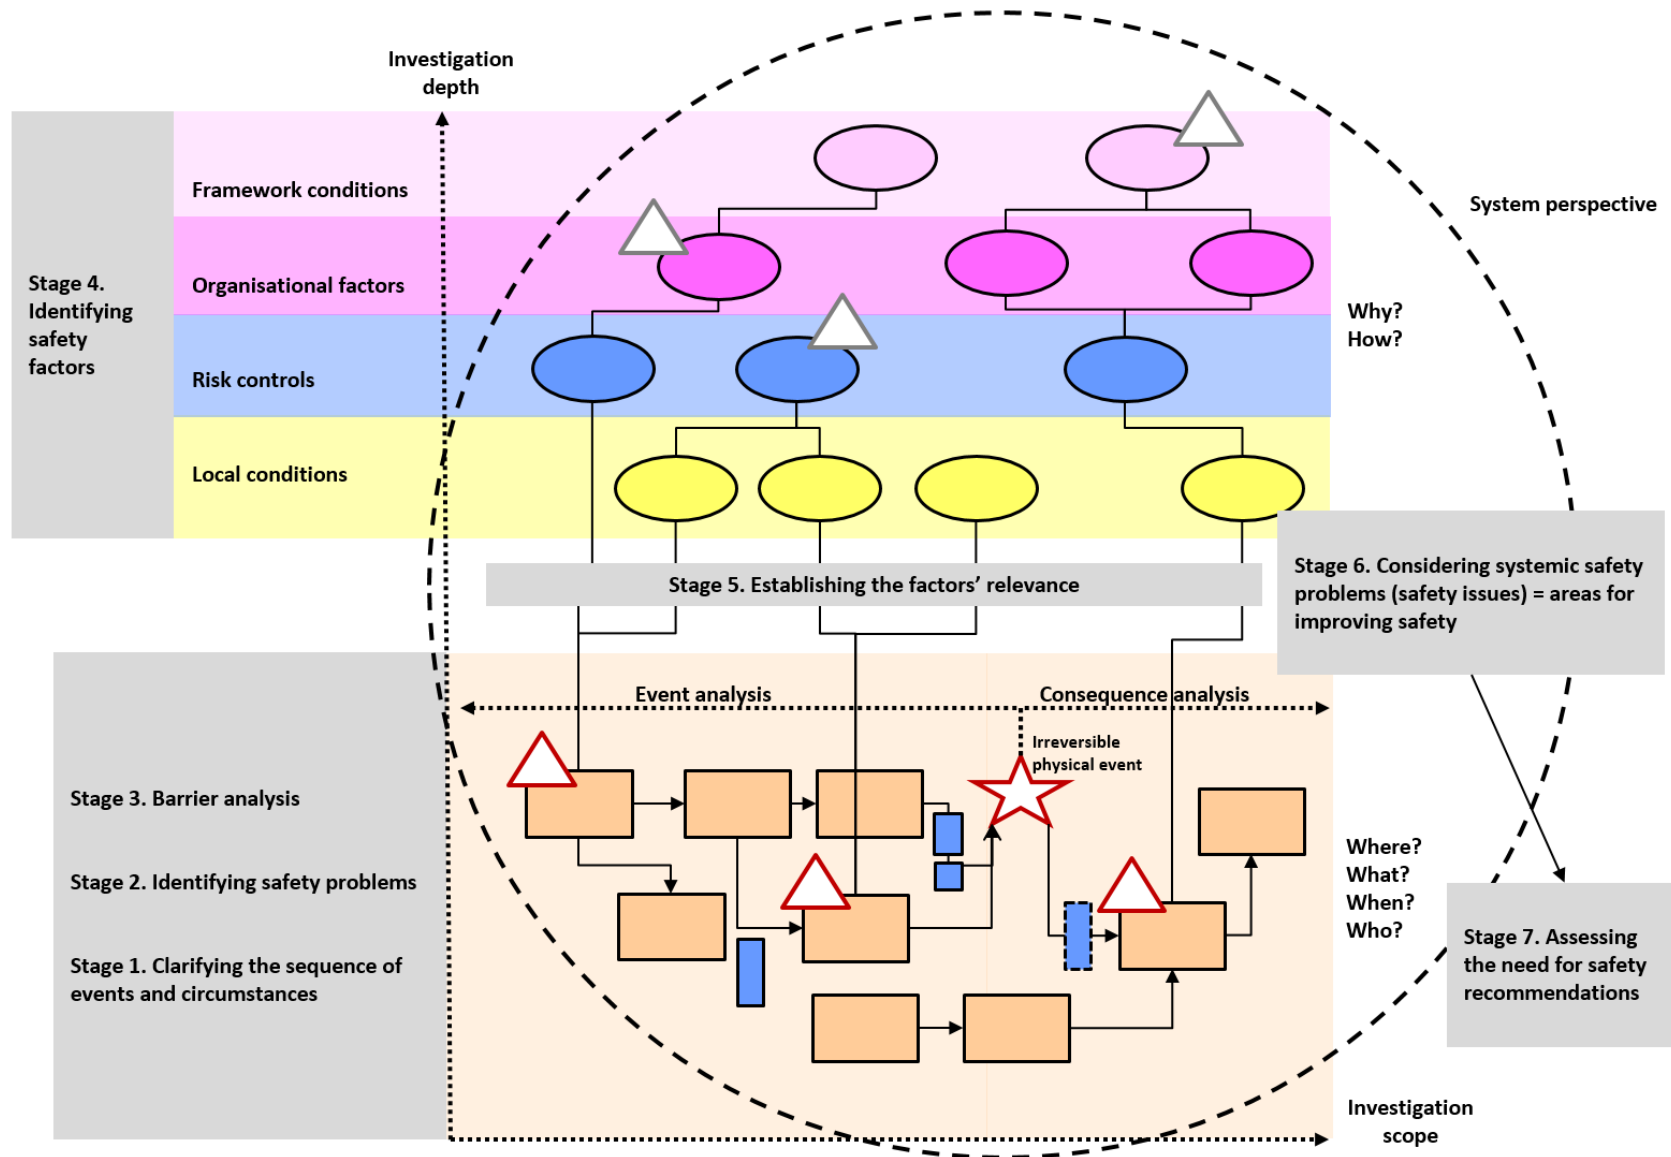 Investigation
depth
Framework conditions
System perspective
Stage 4.
Identifying
safety
factors
Organisational factors
Why?
How?
Risk controls
Local conditions
Stage 5. Establishing the factors’ relevance
Stage 6. Considering systemic safety
problems (safety issues) = areas for
improving safety
Event analysis
Consequence analysis
Irreversible
physical event
Stage 3. Barrier analysis
Stage 2. Identifying safety problems
Stage 1. Clarifying the sequence of
events and circumstances
Where?
What?
When?
Who?
Stage 7. Assessing
the need for safety
recommendations
Investigation
scope